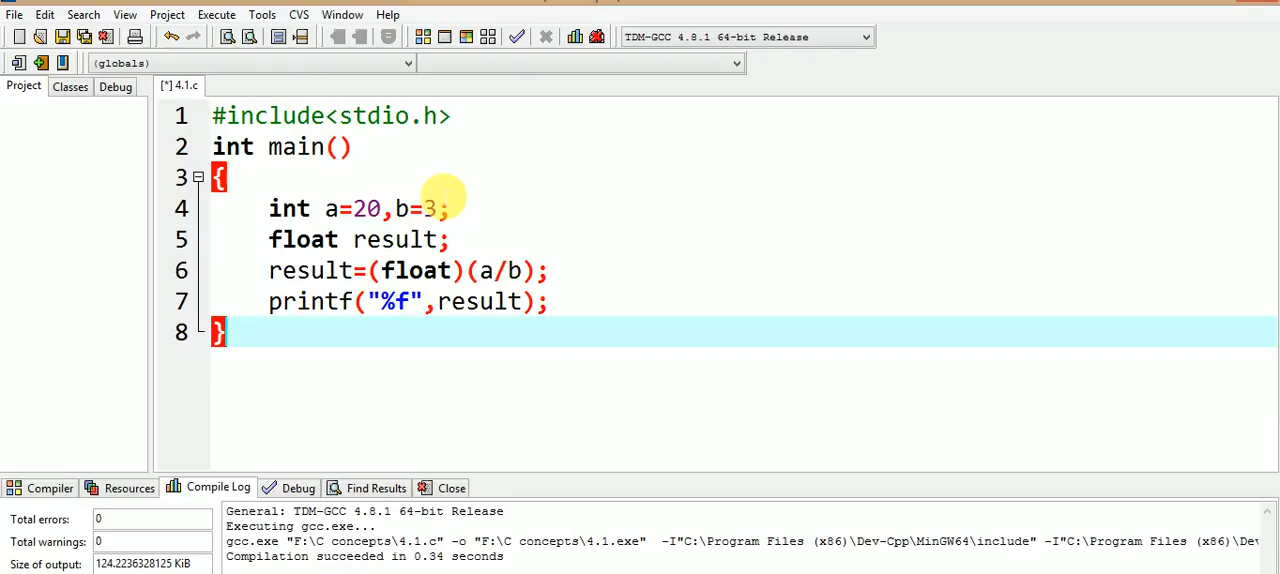 File Edit Search View Project Execute Tools CVS Window Help
TDM-GCC 4.8.1 64-bit Release
(globals)
Project Classes Debug [*] 4.1.c
1 #include<stdio.h>
2 int main()
3 {
4 int a=20,b=3;
5 float result;
6 result=(float)(a/b);
7 printf("%f",result);
8 }
Compiler Resources Compile Log Debug Find Results Close
Total errors: 0
Total warnings: 0
Size of output: 124.2236328125 KiB
General: TDM-GCC 4.8.1 64-bit Release
Executing gcc.exe...
gcc.exe "F:\C concepts\4.1.c" -o "F:\C concepts\4.1.exe" -I"C:\Program Files (x86)\Dev-Cpp\MinGW64\include" -I"C:\Program Files (x86)\Dev
Compilation succeeded in 0.34 seconds